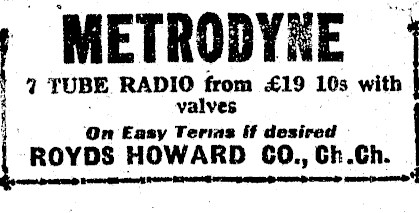 METRODYNE
7 TUBE RADIO from £19 10s with
valves
On Easy Terms if desired
ROYDS HOWARD CO., Ch.Ch.